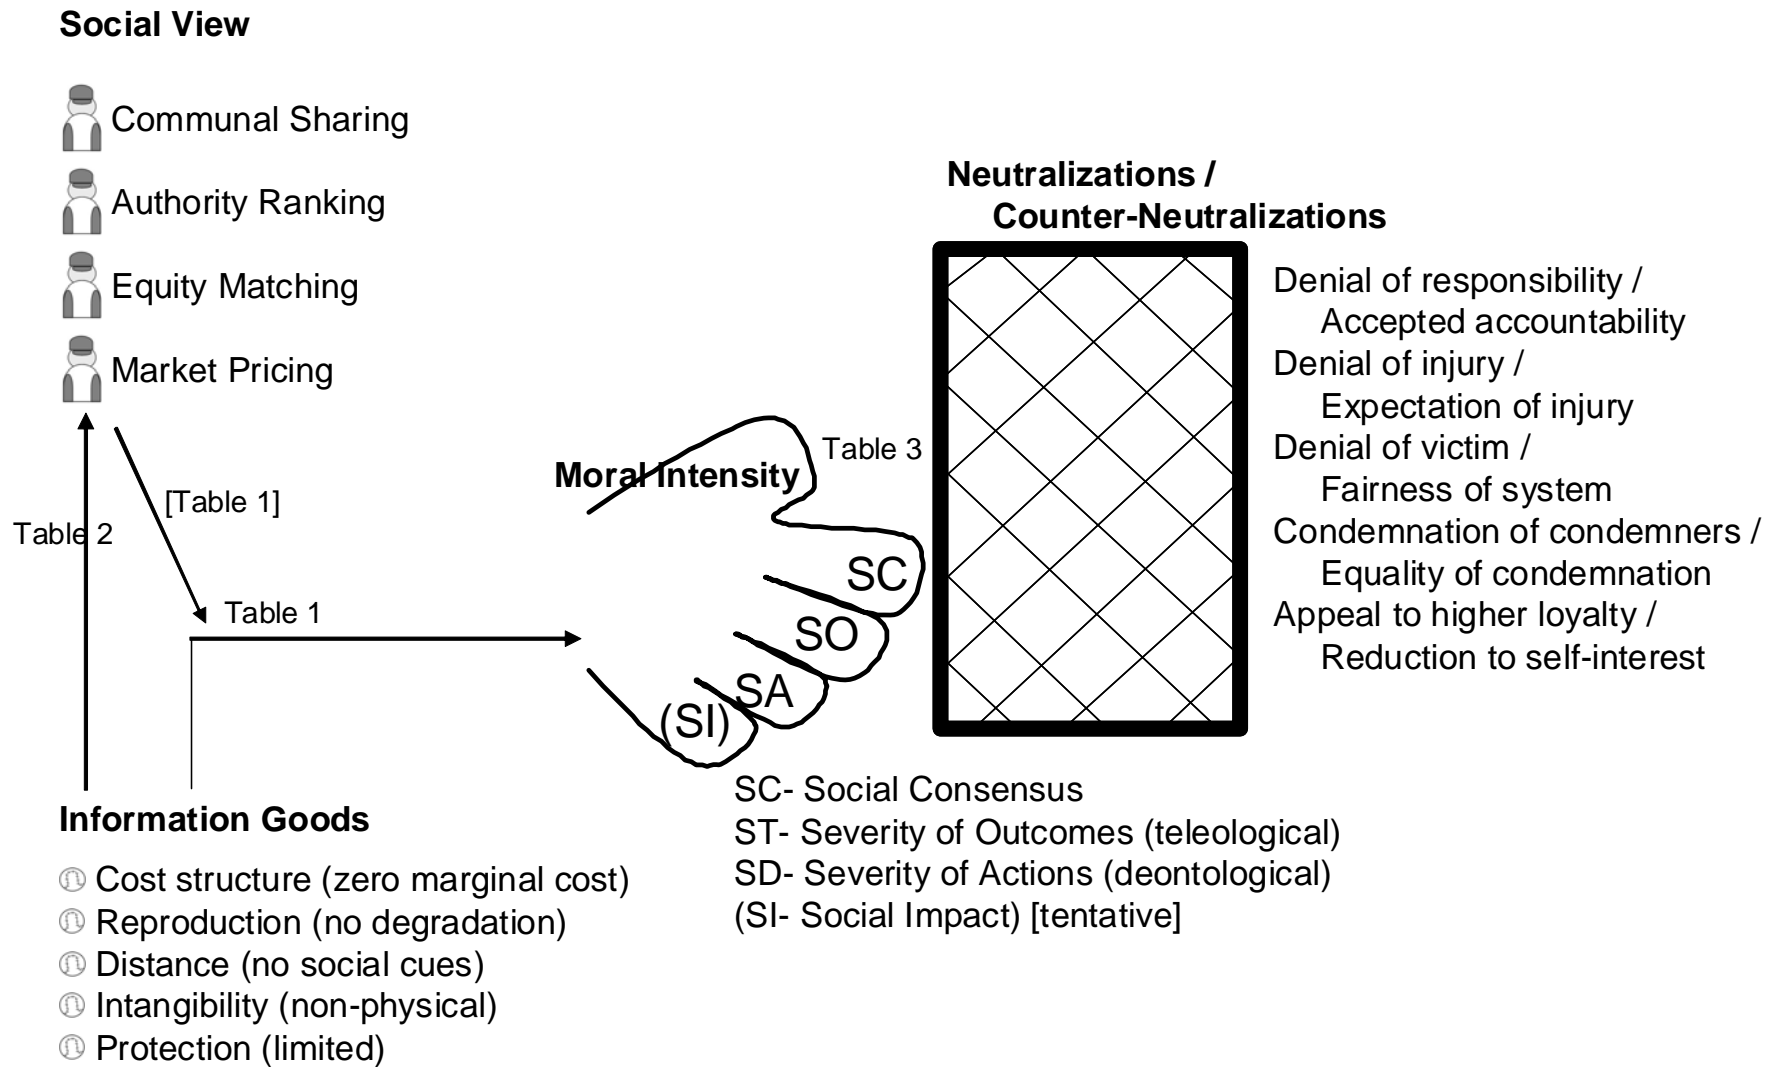 Social View
Communal Sharing
Authority Ranking
Equity Matching
Market Pricing
[Table 1]
Table 2
Table 1
Moral Intensity
Table 3
SC
SO
SA
(SI)
Neutralizations /
Counter-Neutralizations
Denial of responsibility /
Accepted accountability
Denial of injury /
Expectation of injury
Denial of victim /
Fairness of system
Condemnation of condemners /
Equality of condemnation
Appeal to higher loyalty /
Reduction to self-interest
SC- Social Consensus
ST- Severity of Outcomes (teleological)
SD- Severity of Actions (deontological)
(SI- Social Impact) [tentative]
Information Goods
Cost structure (zero marginal cost)
Reproduction (no degradation)
Distance (no social cues)
Intangibility (non-physical)
Protection (limited)